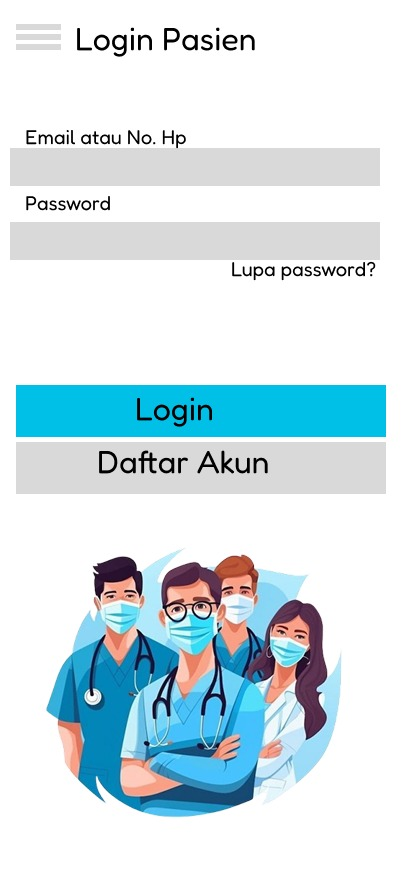 Login Pasien
Email atau No. Hp
Password
Lupa password?
Login
Daftar Akun